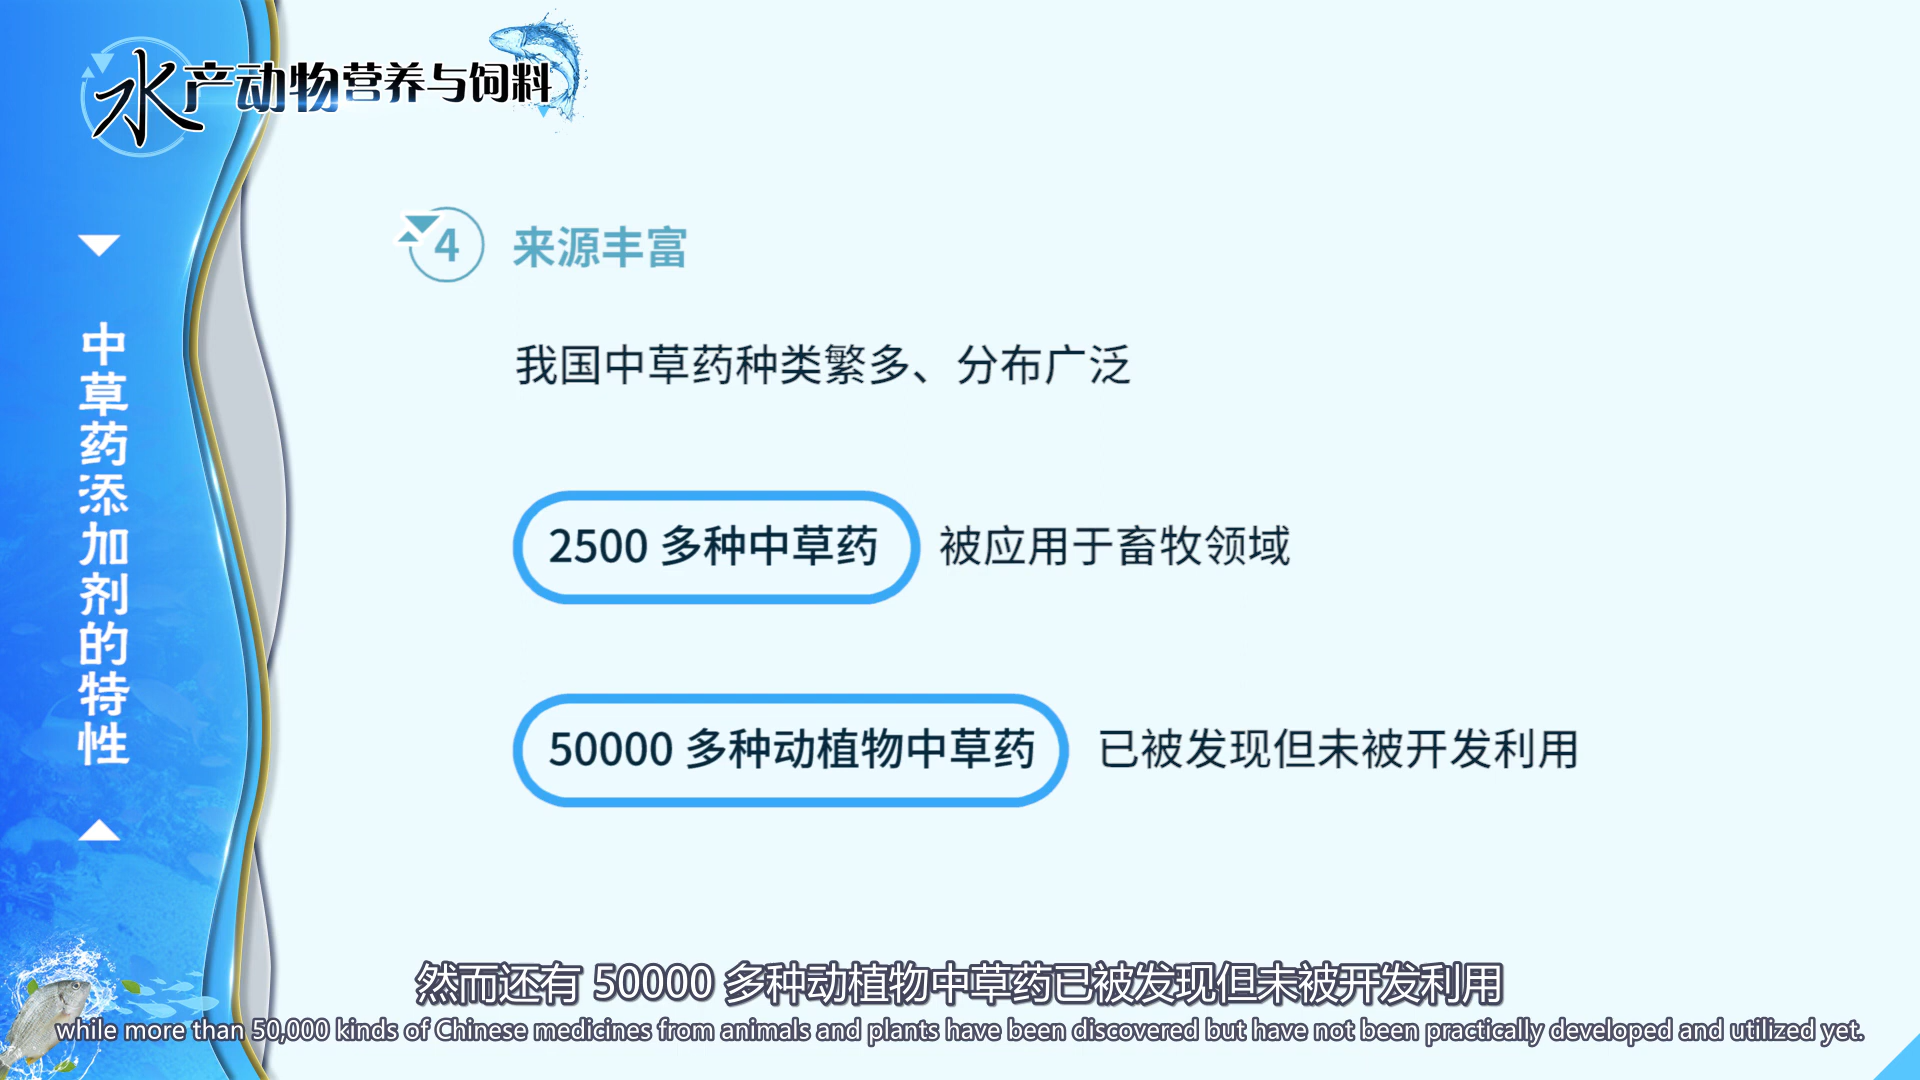 水产动物营养与饲料
中草药添加剂的特性
4 来源丰富
我国中草药种类繁多、分布广泛
2500 多种中草药 被应用于畜牧领域
50000 多种动植物中草药 已被发现但未被开发利用
然而还有 50000 多种动植物中草药已被发现但未被开发利用
while more than 50,000 kinds of Chinese medicines from animals and plants have been discovered but have not been practically developed and utilized yet.